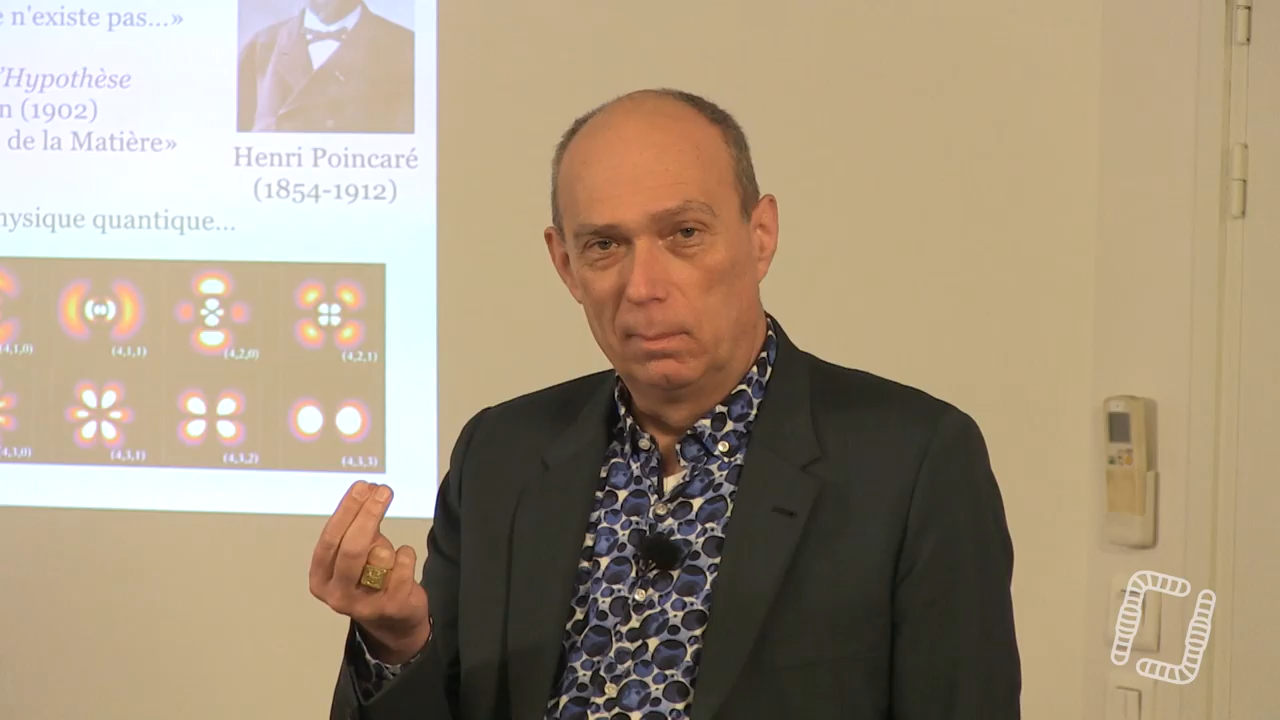 n'existe pas...»
l'Hypothèse
(1902)
de la Matière»
Henri Poincaré
(1854-1912)
physique quantique...
(4,1,0) (4,1,1) (4,2,0) (4,2,1)
(4,3,0) (4,3,1) (4,3,2) (4,3,3)